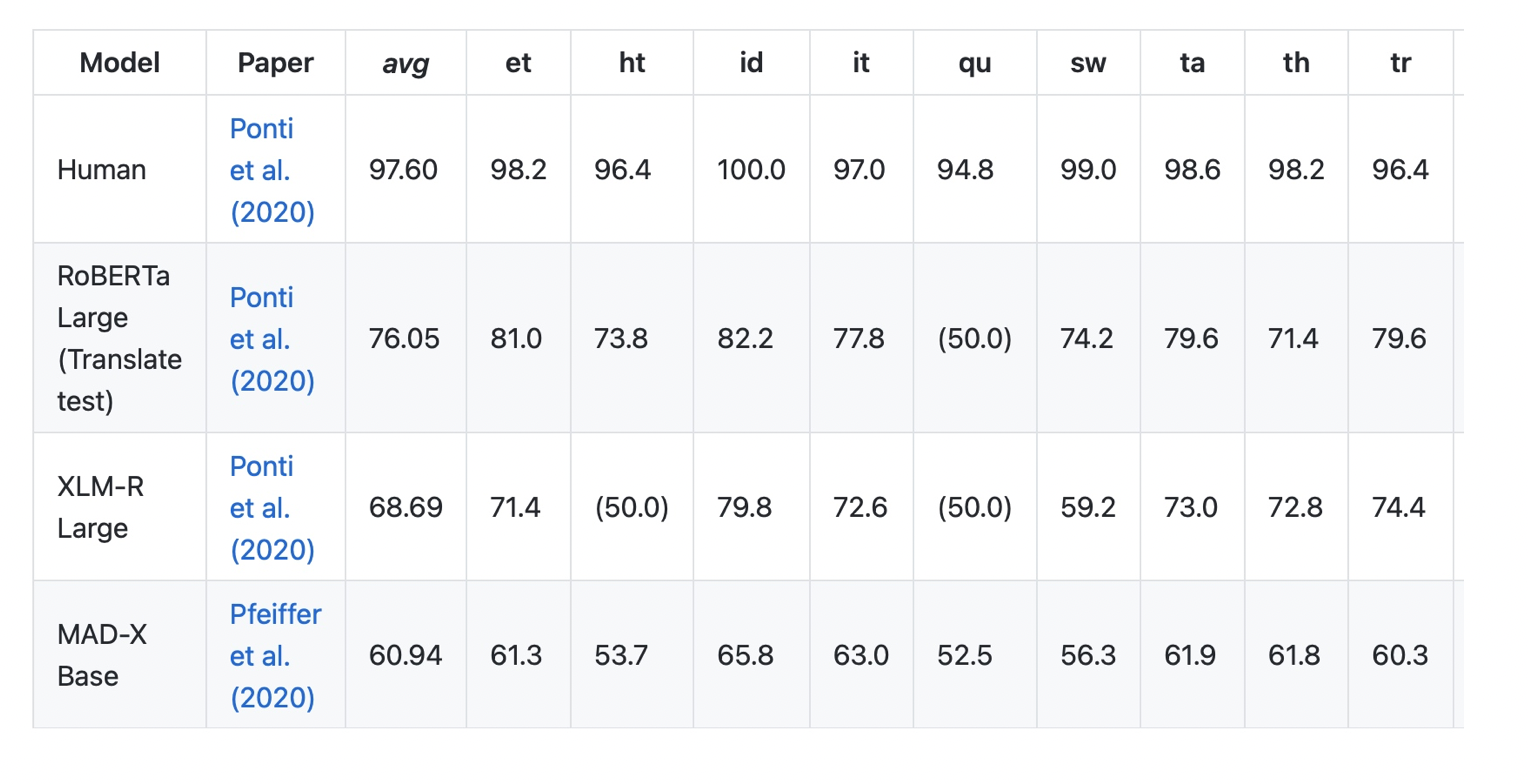 Model Paper avg et ht id it qu sw ta th tr
Human Ponti et al. (2020) 97.60 98.2 96.4 100.0 97.0 94.8 99.0 98.6 98.2 96.4
RoBERTa Large (Translate test) Ponti et al. (2020) 76.05 81.0 73.8 82.2 77.8 (50.0) 74.2 79.6 71.4 79.6
XLM-R Large Ponti et al. (2020) 68.69 71.4 (50.0) 79.8 72.6 (50.0) 59.2 73.0 72.8 74.4
MAD-X Base Pfeiffer et al. (2020) 60.94 61.3 53.7 65.8 63.0 52.5 56.3 61.9 61.8 60.3